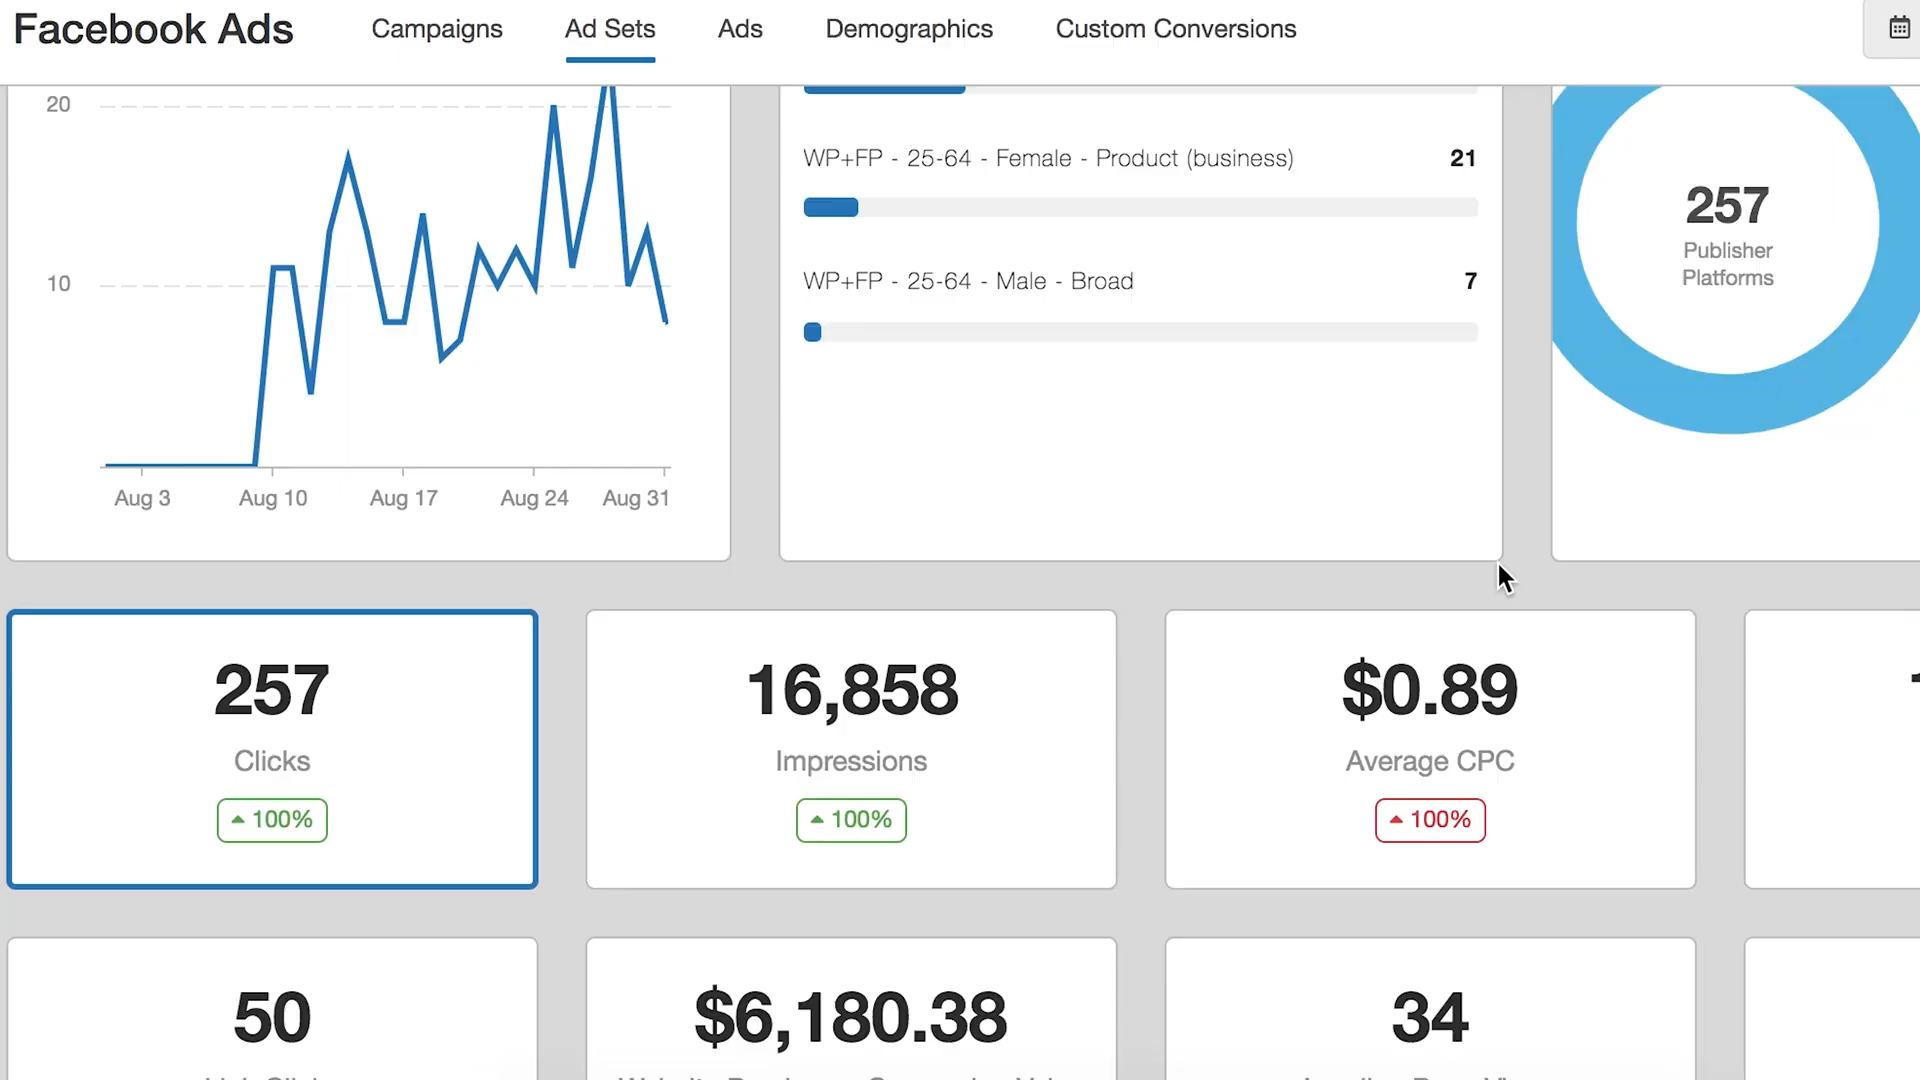 Facebook Ads
Campaigns
Ad Sets
Ads
Demographics
Custom Conversions
20
10
Aug 3
Aug 10
Aug 17
Aug 24
Aug 31
WP+FP - 25-64 - Female - Product (business)
21
WP+FP - 25-64 - Male - Broad
7
257
Publisher
Platforms
257
Clicks
100%
16,858
Impressions
100%
$0.89
Average CPC
100%
50
$6,180.38
34